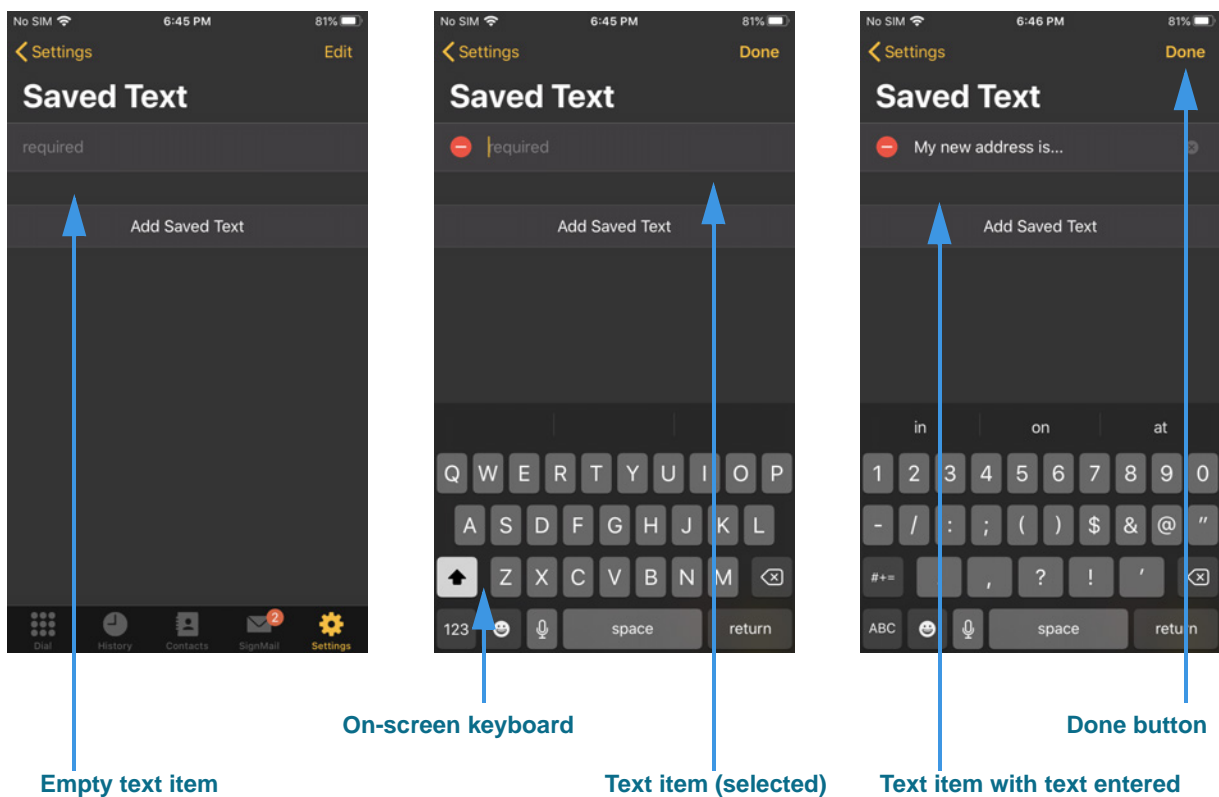 No SIM 6:45 PM 81%
Settings Edit
Saved Text
required
Add Saved Text
2
Dial History Contacts SignMail Settings
No SIM 6:45 PM 81%
Settings Done
Saved Text
required
Add Saved Text
Q W E R T Y U I O P
A S D F G H J K L
Z X C V B N M
123 space return
No SIM 6:46 PM 81%
Settings Done
Saved Text
My new address is...
Add Saved Text
in on at
1 2 3 4 5 6 7 8 9 0
- / : ; ( ) $ & @ "
#+= . , ? ! '
ABC space return
On-screen keyboard
Done button
Empty text item
Text item (selected)
Text item with text entered